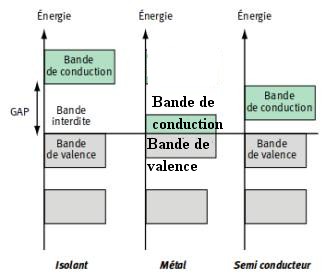 Énergie
Énergie
Énergie
Bande
de conduction
GAP
Bande
interdite
Bande
de valence
Bande de
conduction
Bande de
valence
Bande
de conduction
Bande
de valence
Isolant
Métal
Semi conducteur